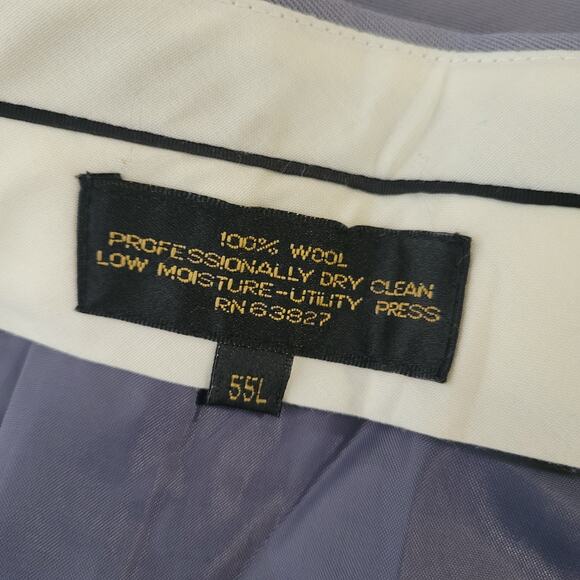 100% WOOL
PROFESSIONALLY DRY CLEAN
LOW MOISTURE-UTILITY PRESS
RN63827
55L